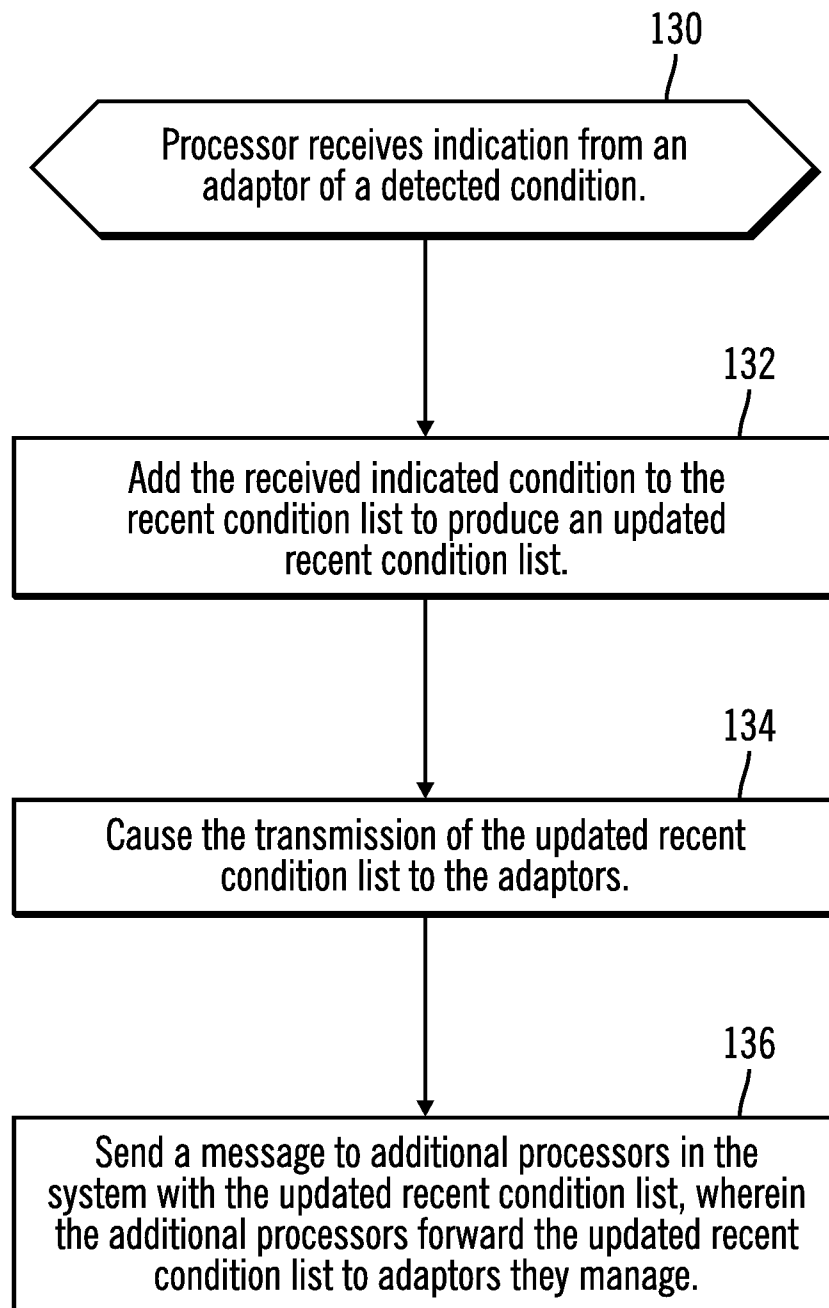 130
Processor receives indication from an
adaptor of a detected condition.
132
Add the received indicated condition to the
recent condition list to produce an updated
recent condition list.
134
Cause the transmission of the updated recent
condition list to the adaptors.
136
Send a message to additional processors in the
system with the updated recent condition list, wherein
the additional processors forward the updated recent
condition list to adaptors they manage.